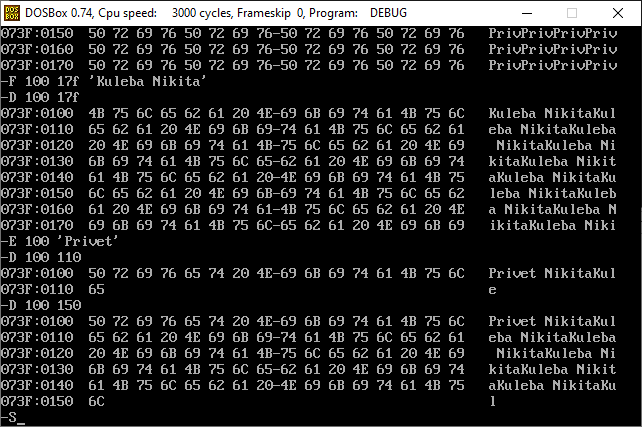 DOSBox 0.74, Cpu speed:    3000 cycles, Frameskip  0, Program:    DEBUG
073F:0150  50 72 69 76 50 72 69 76-50 72 69 76 50 72 69 76   PrivPrivPrivPriv
073F:0160  50 72 69 76 50 72 69 76-50 72 69 76 50 72 69 76   PrivPrivPrivPriv
073F:0170  50 72 69 76 50 72 69 76-50 72 69 76 50 72 69 76   PrivPrivPrivPriv
-F 100 17f 'Kuleba Nikita'
-D 100 17f
073F:0100  4B 75 6C 65 62 61 20 4E-69 6B 69 74 61 4B 75 6C   Kuleba NikitaKul
073F:0110  65 62 61 20 4E 69 6B 69-74 61 4B 75 6C 65 62 61   eba NikitaKuleba
073F:0120  20 4E 69 6B 69 74 61 4B-75 6C 65 62 61 20 4E 69    NikitaKuleba Ni
073F:0130  6B 69 74 61 4B 75 6C 65-62 61 20 4E 69 6B 69 74   kitaKuleba Nikit
073F:0140  61 4B 75 6C 65 62 61 20-4E 69 6B 69 74 61 4B 75   aKuleba NikitaKu
073F:0150  6C 65 62 61 20 4E 69 6B-69 74 61 4B 75 6C 65 62   leba NikitaKuleb
073F:0160  61 20 4E 69 6B 69 74 61-4B 75 6C 65 62 61 20 4E   a NikitaKuleba N
073F:0170  69 6B 69 74 61 4B 75 6C-65 62 61 20 4E 69 6B 69   ikitaKuleba Niki
-E 100 'Privet'
-D 100 110
073F:0100  50 72 69 76 65 74 20 4E-69 6B 69 74 61 4B 75 6C   Privet NikitaKul
073F:0110  65                                                e
-D 100 150
073F:0100  50 72 69 76 65 74 20 4E-69 6B 69 74 61 4B 75 6C   Privet NikitaKul
073F:0110  65 62 61 20 4E 69 6B 69-74 61 4B 75 6C 65 62 61   eba NikitaKuleba
073F:0120  20 4E 69 6B 69 74 61 4B-75 6C 65 62 61 20 4E 69    NikitaKuleba Ni
073F:0130  6B 69 74 61 4B 75 6C 65-62 61 20 4E 69 6B 69 74   kitaKuleba Nikit
073F:0140  61 4B 75 6C 65 62 61 20-4E 69 6B 69 74 61 4B 75   aKuleba NikitaKu
073F:0150  6C                                                l
-S_